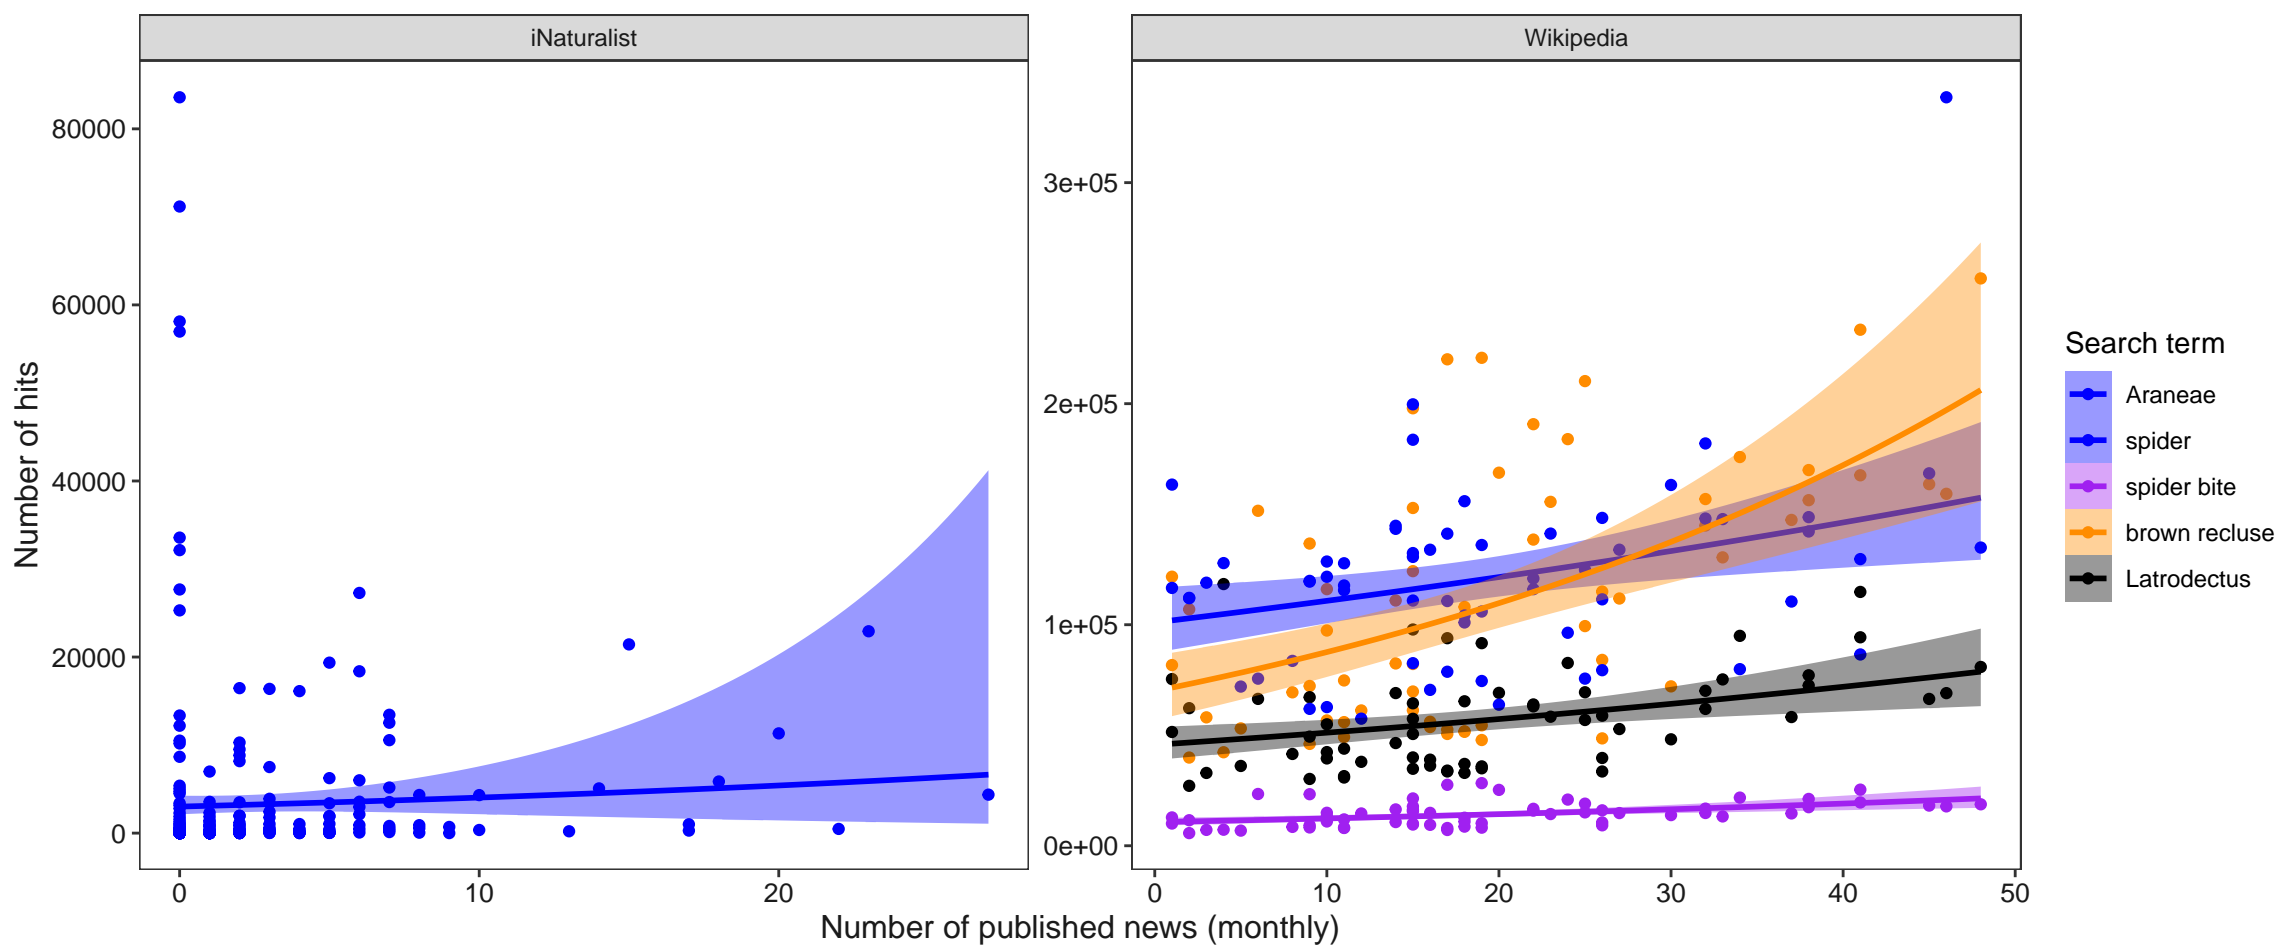 iNaturalist
Wikipedia
Number of hits
80000
60000
40000
20000
0
0
10
20
3e+05
2e+05
1e+05
0e+00
0
10
20
30
40
50
Number of published news (monthly)
Search term
Araneae
spider
spider bite
brown recluse
Latrodectus